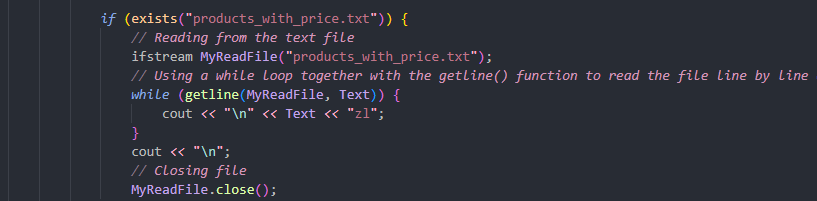 if (exists("products_with_price.txt")) {
// Reading from the text file
ifstream MyReadFile("products_with_price.txt");
// Using a while loop together with the getline() function to read the file line by line
while (getline(MyReadFile, Text)) {
cout << "\n" << Text << "zl";
}
cout << "\n";
// Closing file
MyReadFile.close();